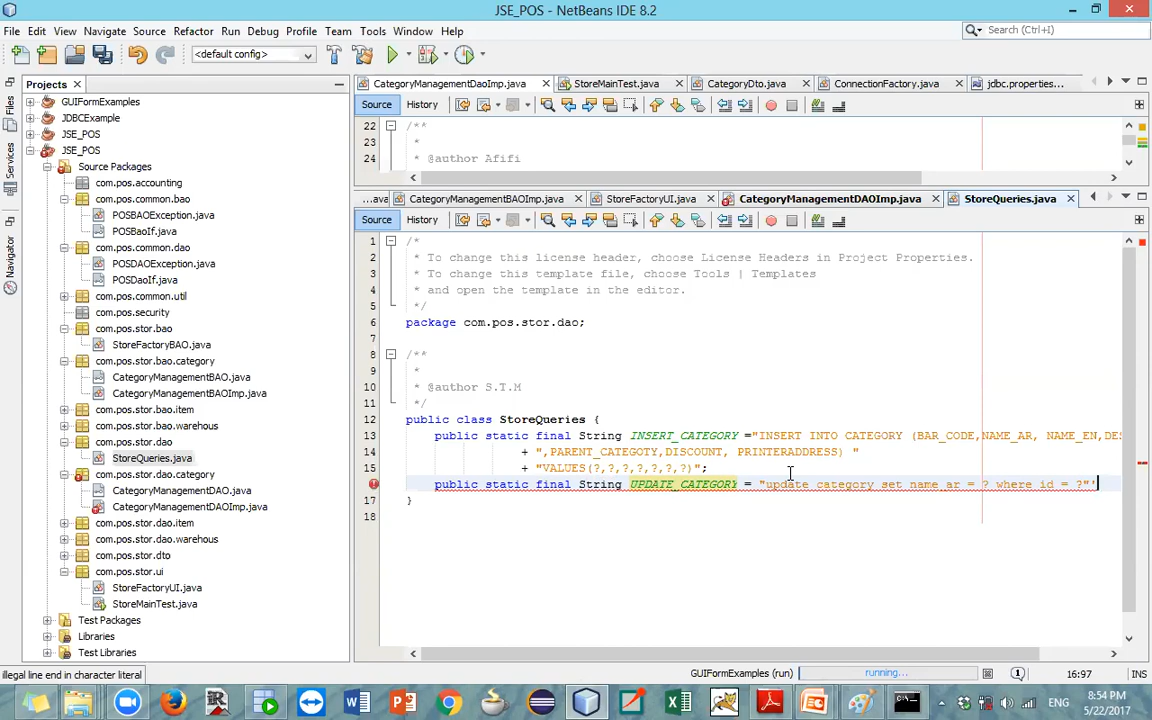 JSE_POS - NetBeans IDE 8.2
File Edit View Navigate Source Refactor Run Debug Profile Team Tools Window Help
Search (Ctrl+I)
<default config>
Projects
CategoryManagementDaoImp.java StoreMainTest.java CategoryDto.java ConnectionFactory.java jdbc.properties...
Source History
22 /**
23 *
24 * @author Afifi
Files
Services
Navigator
GUIFormExamples
JDBCExample
JSE_POS
JSE_POS
Source Packages
com.pos.accounting
com.pos.common.bao
POSBAOException.java
POSBaoIf.java
com.pos.common.dao
POSDAOException.java
POSDaoIf.java
com.pos.common.util
com.pos.security
com.pos.stor.bao
StoreFactoryBAO.java
com.pos.stor.bao.category
CategoryManagementBAO.java
CategoryManagementBAOImp.java
com.pos.stor.bao.item
com.pos.stor.bao.warehouse
com.pos.stor.dao
StoreQueries.java
com.pos.stor.dao.category
CategoryManagementDAO.java
CategoryManagementDAOImp.java
com.pos.stor.dao.item
com.pos.stor.dao.warehouse
com.pos.stor.dto
com.pos.stor.ui
StoreFactoryUI.java
StoreMainTest.java
Test Packages
Libraries
Test Libraries
...ava CategoryManagementBAOImp.java StoreFactoryUI.java CategoryManagementDAOImp.java StoreQueries.java
Source History
1 /*
2 * To change this license header, choose License Headers in Project Properties.
3 * To change this template file, choose Tools | Templates
4 * and open the template in the editor.
5 */
6 package com.pos.stor.dao;
7
8 /**
9 *
10 * @author S.T.M
11 */
12 public class StoreQueries {
13 public static final String INSERT_CATEGORY ="INSERT INTO CATEGORY (BAR_CODE,NAME_AR, NAME_EN,DES
14 + ",PARENT_CATEGOTY,DISCOUNT, PRINTERADDRESS) "
15 + "VALUES(?,?,?,?,?,?,?)";
public static final String UPDATE_CATEGORY = "update category set name_ar = ? where id = ?"'
17 }
18
illegal line end in character literal
GUIFormExamples (run) running... 1 16:97 INS
ENG
8:54 PM
5/22/2017